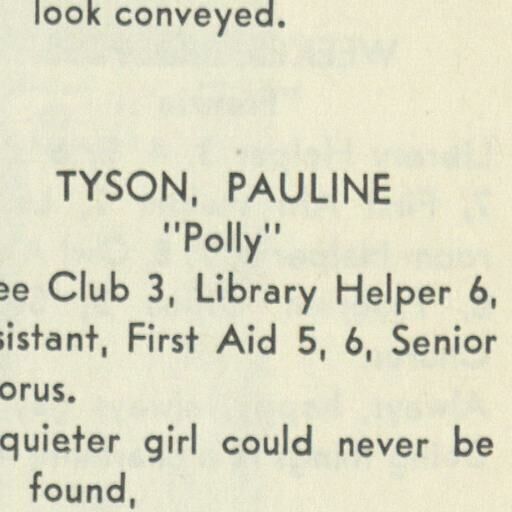 look conveyed.
TYSON, PAULINE
"Polly"
ee Club 3, Library Helper 6,
sistant, First Aid 5, 6, Senior
orus.
quieter girl could never be
found,